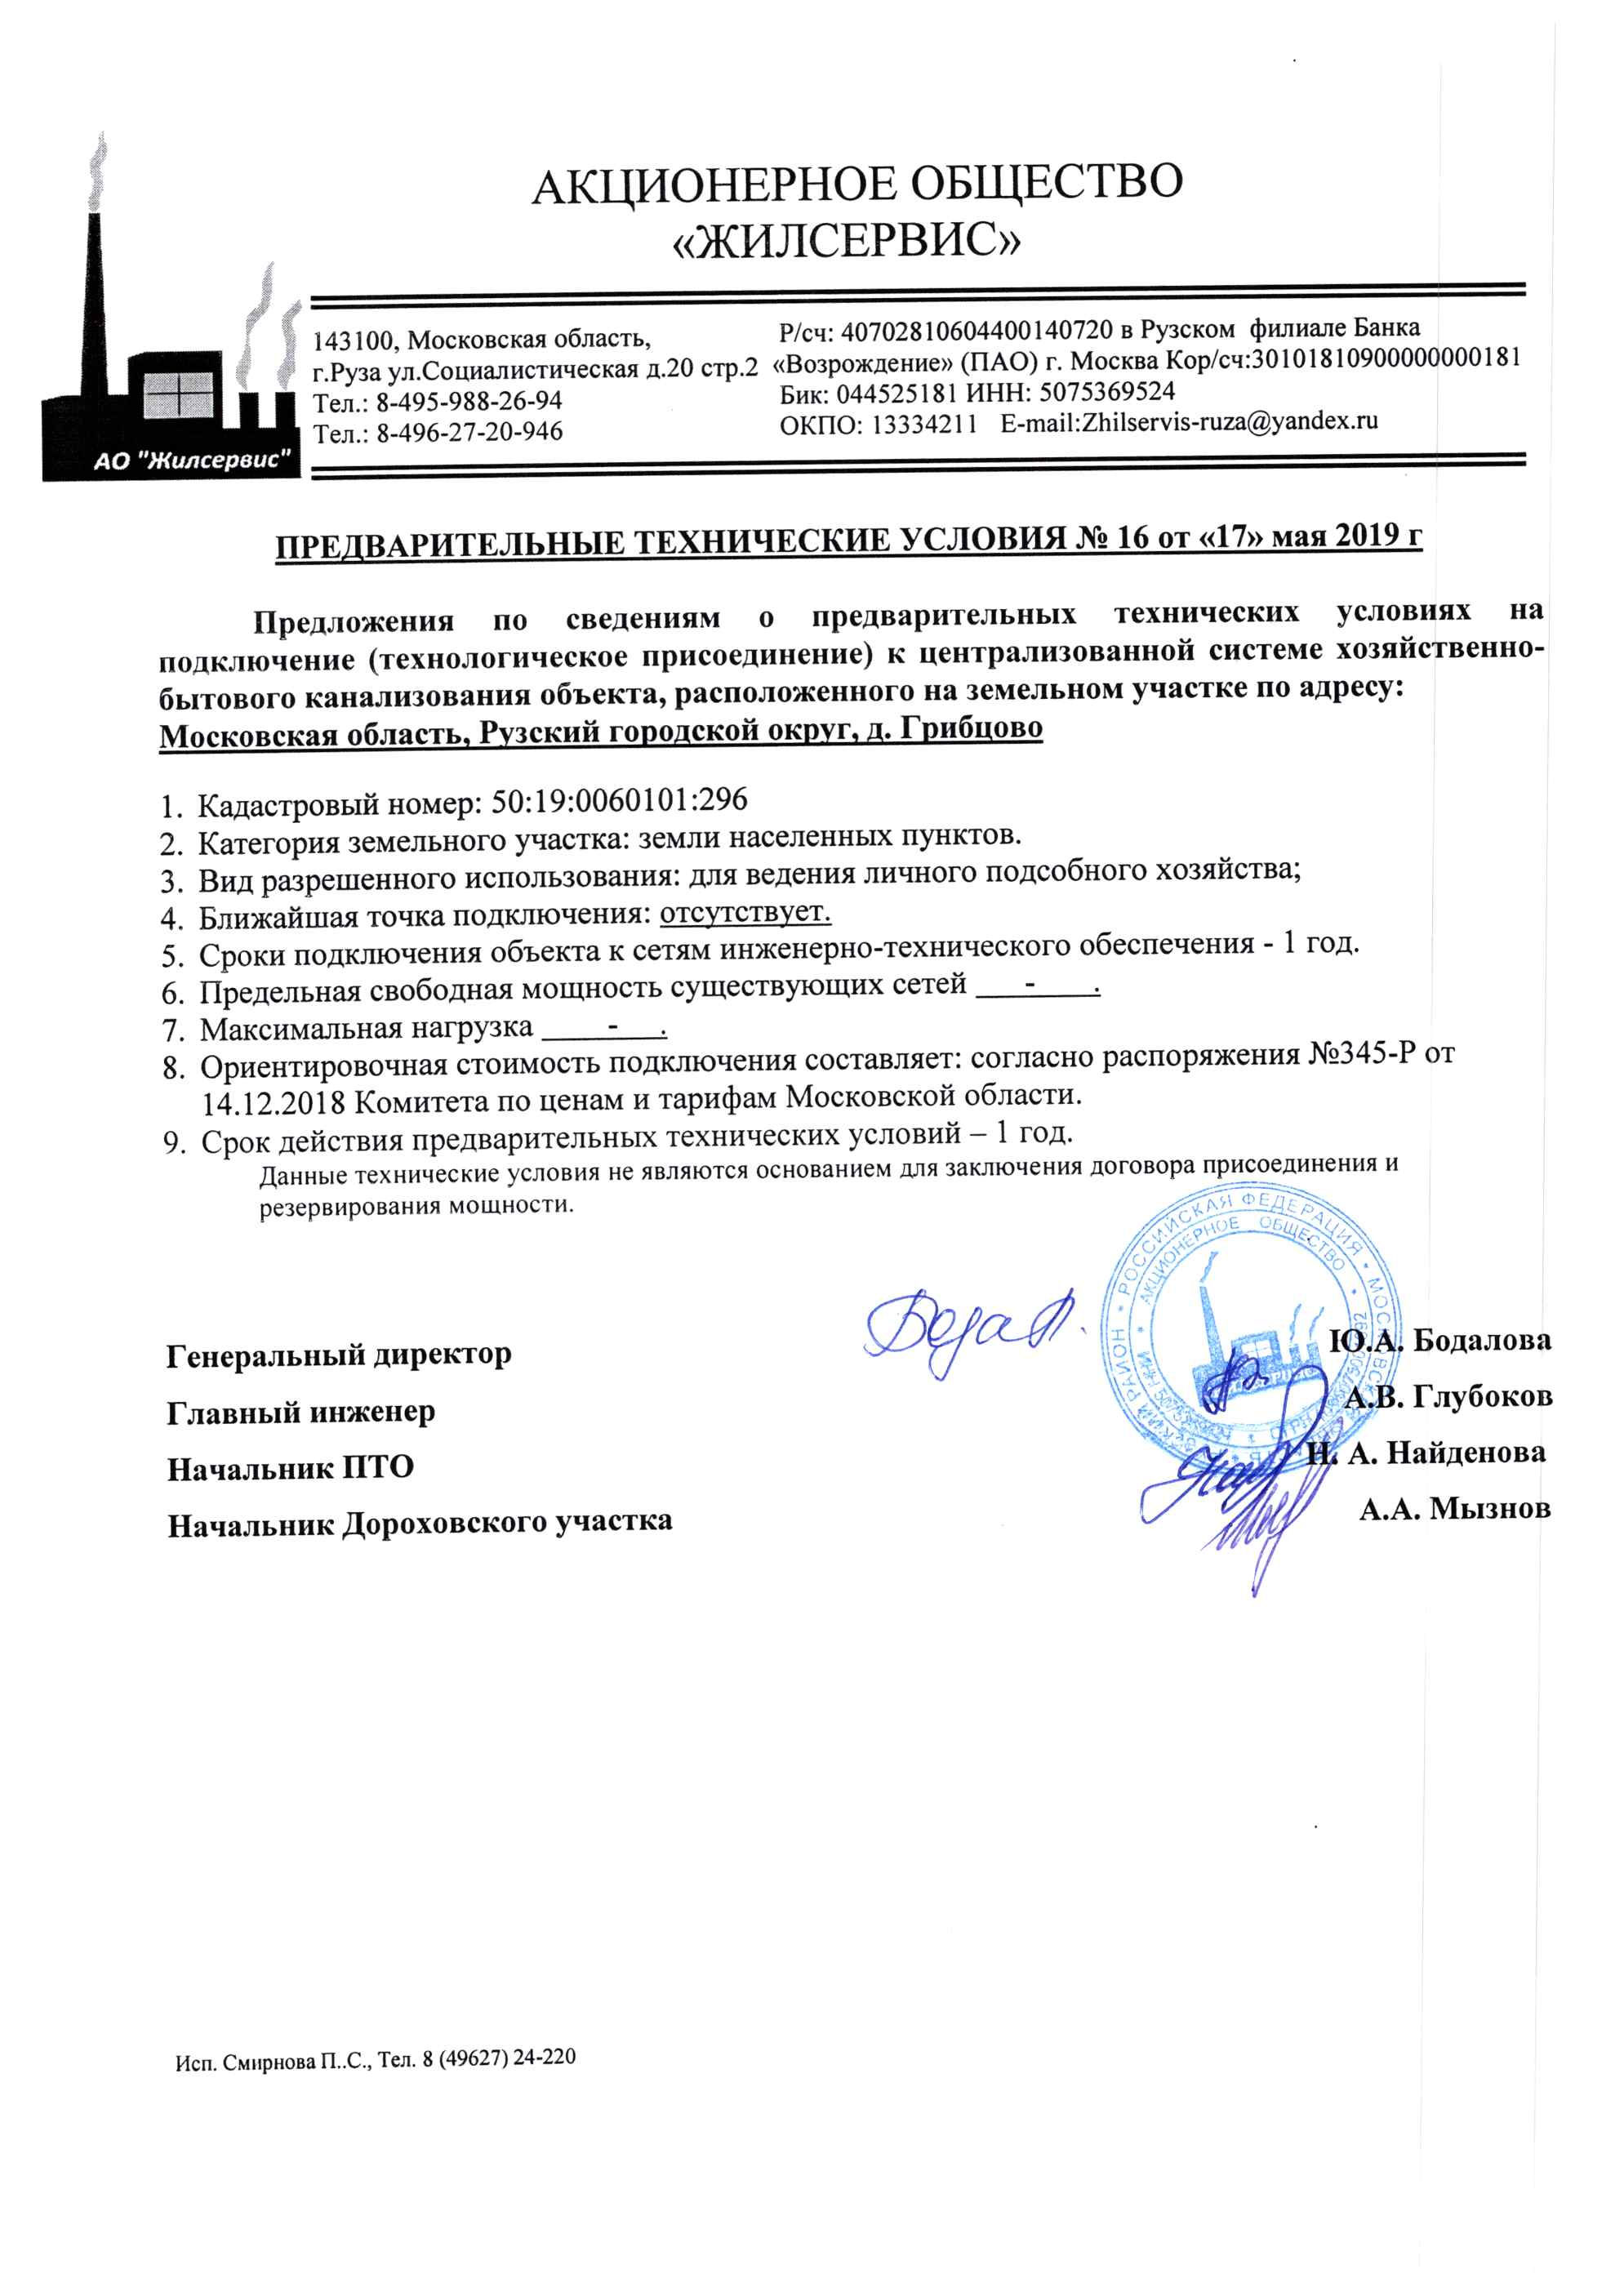 АКЦИОНЕРНОЕ ОБЩЕСТВО
«ЖИЛСЕРВИС»
АО "Жилсервис"
143100, Московская область,
г.Руза ул.Социалистическая д.20 стр.2
Тел.: 8-495-988-26-94
Тел.: 8-496-27-20-946
Р/сч: 40702810604400140720 в Рузском филиале Банка
«Возрождение» (ПАО) г. Москва Кор/сч:30101810900000000181
Бик: 044525181 ИНН: 5075369524
ОКПО: 13334211 E-mail:Zhilservis-ruza@yandex.ru
ПРЕДВАРИТЕЛЬНЫЕ ТЕХНИЧЕСКИЕ УСЛОВИЯ № 16 от «17» мая 2019 г
Предложения по сведениям о предварительных технических условиях на
подключение (технологическое присоединение) к централизованной системе хозяйственно-
бытового канализования объекта, расположенного на земельном участке по адресу:
Московская область, Рузский городской округ, д. Грибцово
1. Кадастровый номер: 50:19:0060101:296
2. Категория земельного участка: земли населенных пунктов.
3. Вид разрешенного использования: для ведения личного подсобного хозяйства;
4. Ближайшая точка подключения: отсутствует.
5. Сроки подключения объекта к сетям инженерно-технического обеспечения - 1 год.
6. Предельная свободная мощность существующих сетей ___-____.
7. Максимальная нагрузка ____-___.
8. Ориентировочная стоимость подключения составляет: согласно распоряжения №345-Р от
14.12.2018 Комитета по ценам и тарифам Московской области.
9. Срок действия предварительных технических условий – 1 год.
Данные технические условия не являются основанием для заключения договора присоединения и
резервирования мощности.
РОССИЙСКАЯ ФЕДЕРАЦИЯ • МОСКОВСКАЯ
РАЙОН
АКЦИОНЕРНОЕ ОБЩЕСТВО
Генеральный директор Ю.А. Бодалова
Главный инженер А.В. Глубоков
Начальник ПТО Н. А. Найденова
Начальник Дороховского участка А.А. Мызнов
Исп. Смирнова П..С., Тел. 8 (49627) 24-220